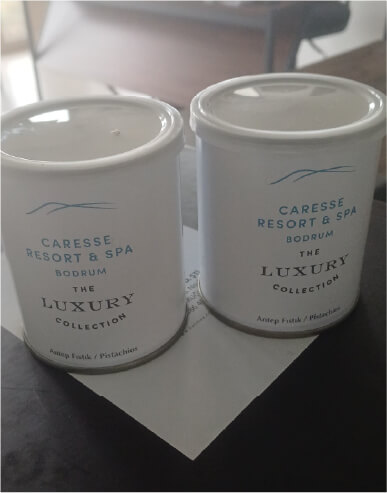 CARESSE
RESORT & SPA
BODRUM
THE
LUXURY
COLLECTION
Antep Fıstık / Pistachios
CARESSE
RESORT & SPA
BODRUM
THE
LUXURY
COLLECTION
Antep Fıstık / Pistachios